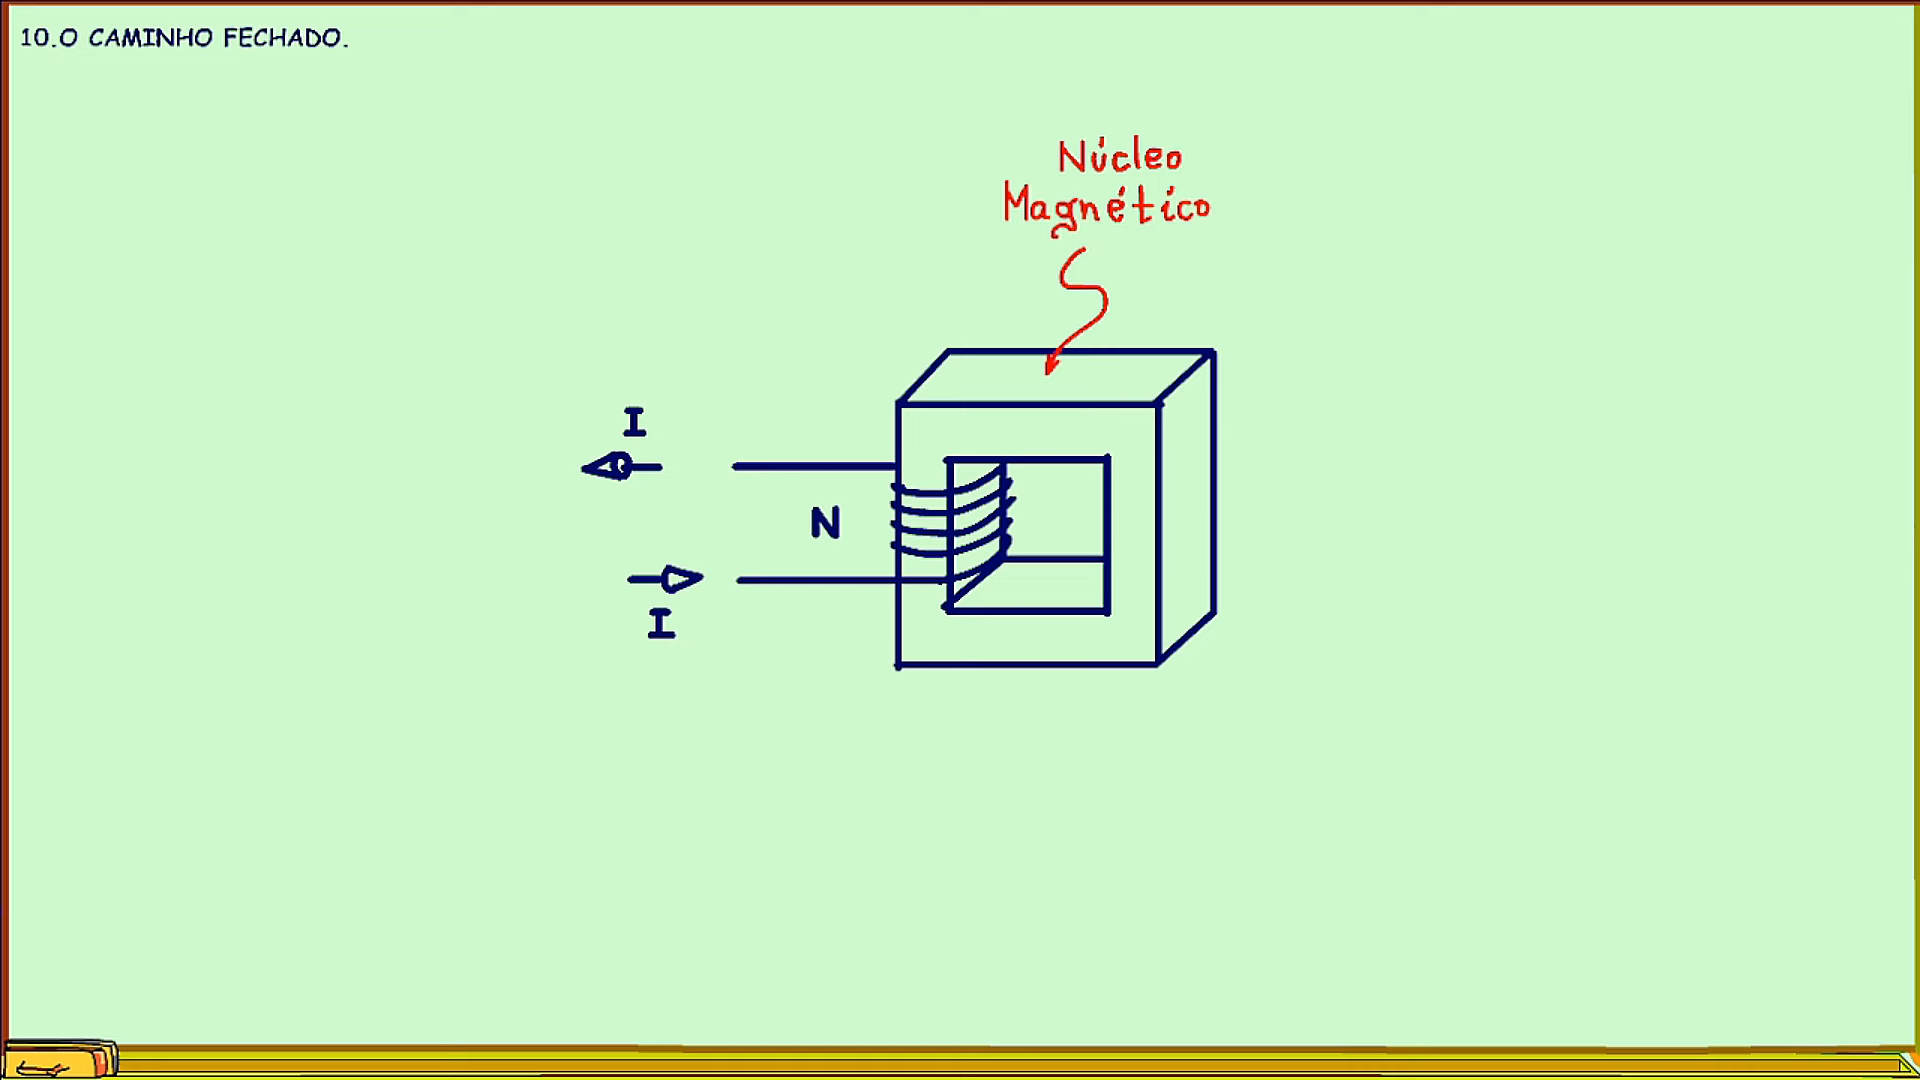 10.O CAMINHO FECHADO.
Núcleo
Magnético
I
N
I